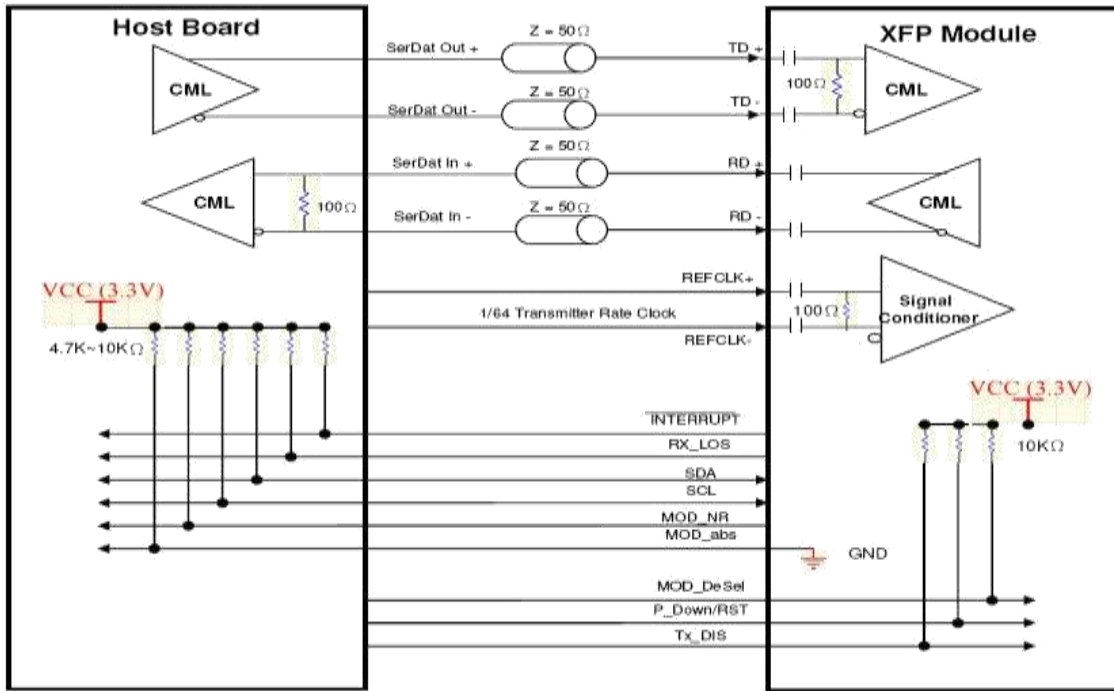 Host Board
XFP Module
CML
SerDat Out +
Z = 50Ω
TD +
100Ω
CML
SerDat Out -
Z = 50Ω
TD -
CML
100Ω
SerDat In +
Z = 50Ω
RD +
CML
SerDat In -
Z = 50Ω
RD -
VCC (3.3V)
4.7K~10KΩ
REFCLK+
1/64 Transmitter Rate Clock
REFCLK-
100Ω
Signal
Conditioner
VCC (3.3V)
10KΩ
INTERRUPT
RX_LOS
SDA
SCL
MOD_NR
MOD_abs
GND
MOD_DeSel
P_Down/RST
Tx_DIS